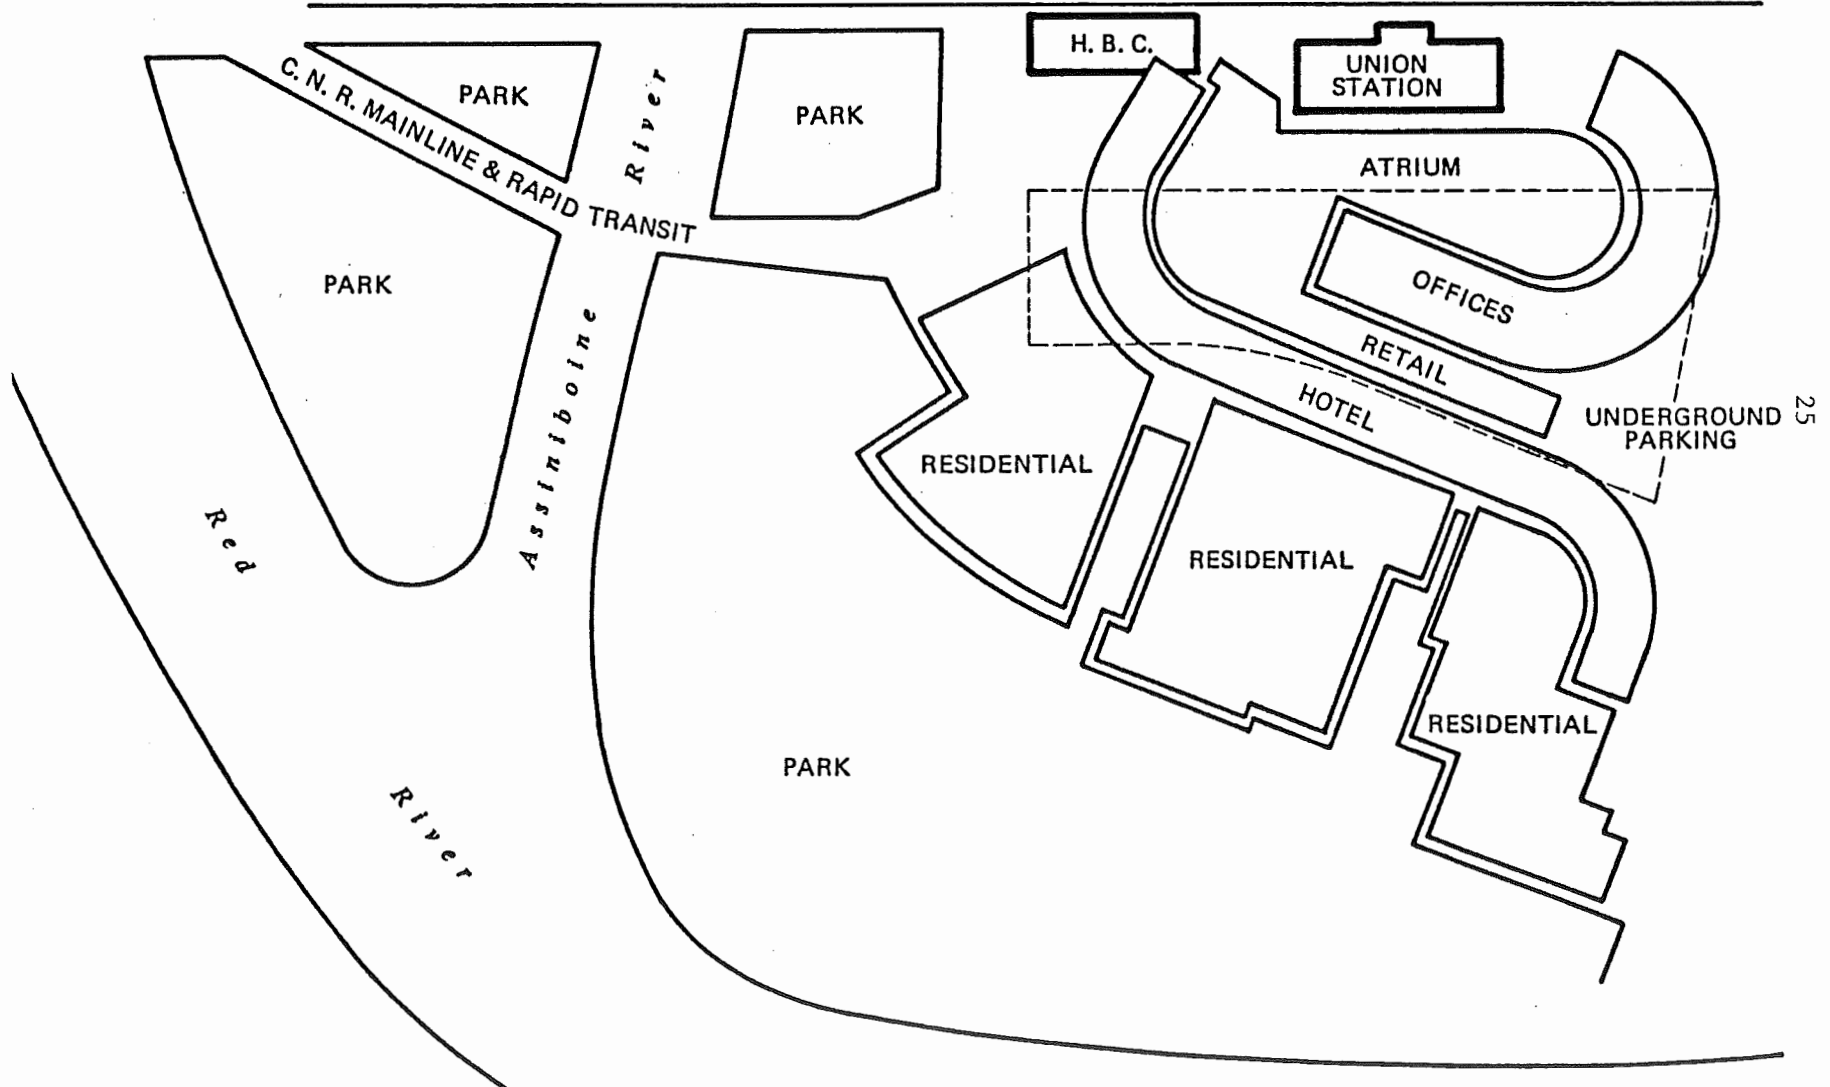 H. B. C.
UNION
STATION
C. N. R. MAINLINE & RAPID TRANSIT
PARK
PARK
ATRIUM
PARK
OFFICES
RETAIL
HOTEL
UNDERGROUND
PARKING
25
Assiniboine River
RESIDENTIAL
RESIDENTIAL
RESIDENTIAL
PARK
Red River